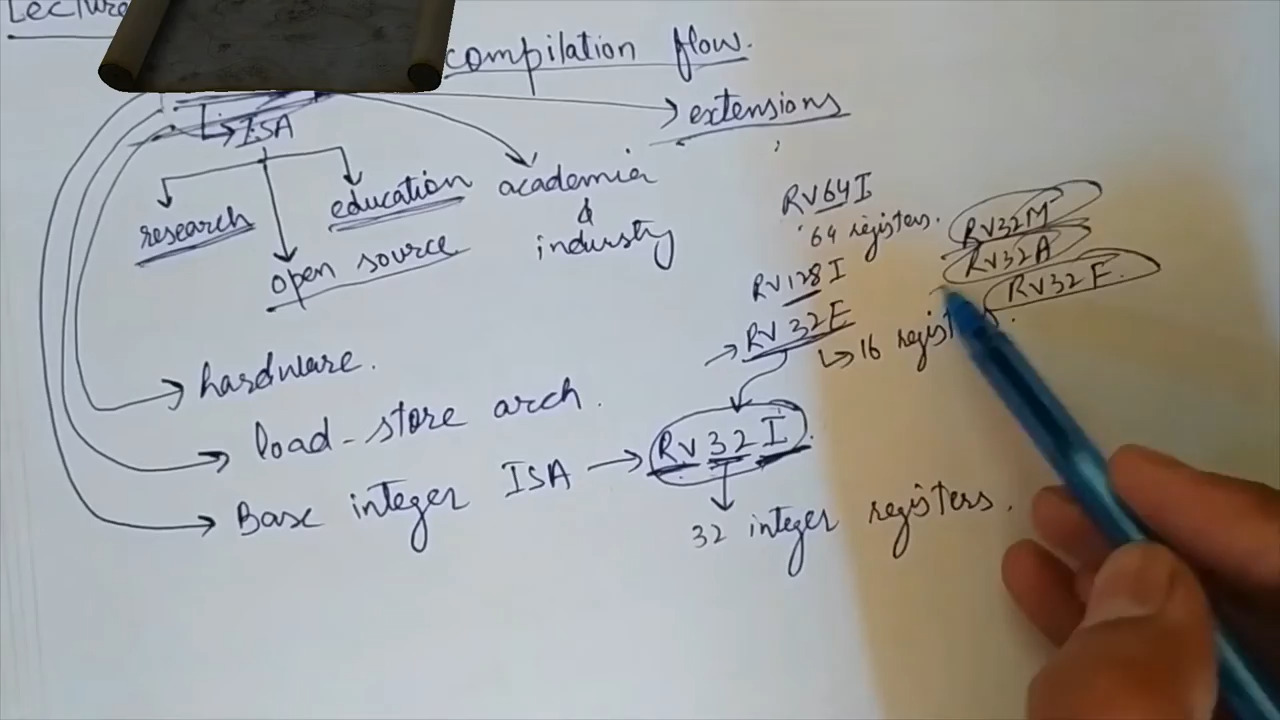 Lecture
compilation flow.
extensions
ISA
research
education
open source
academia
&
industry
RV64I
64 registers.
RV128I
RV32E
16 regist
RV32M
RV32A
RV32F.
hardware.
load-store arch.
Base integer ISA
RV32I.
32 integer registers.